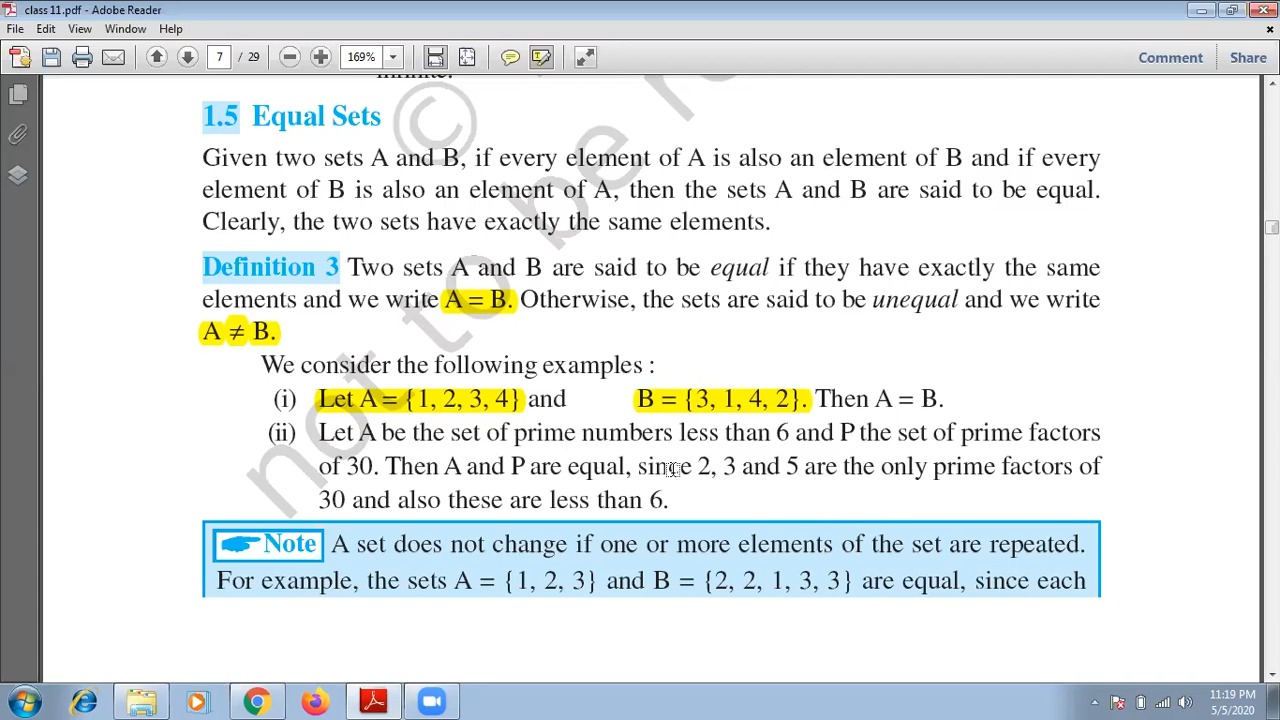 class 11.pdf - Adobe Reader
File Edit View Window Help
7 / 29 169% Comment Share
infinite.
1.5 Equal Sets
Given two sets A and B, if every element of A is also an element of B and if every
element of B is also an element of A, then the sets A and B are said to be equal.
Clearly, the two sets have exactly the same elements.
Definition 3 Two sets A and B are said to be equal if they have exactly the same
elements and we write A = B. Otherwise, the sets are said to be unequal and we write
A ≠ B.
We consider the following examples :
(i) Let A = {1, 2, 3, 4} and B = {3, 1, 4, 2}. Then A = B.
(ii) Let A be the set of prime numbers less than 6 and P the set of prime factors
of 30. Then A and P are equal, since 2, 3 and 5 are the only prime factors of
30 and also these are less than 6.
Note A set does not change if one or more elements of the set are repeated.
For example, the sets A = {1, 2, 3} and B = {2, 2, 1, 3, 3} are equal, since each
© not to be r
11:19 PM
5/5/2020